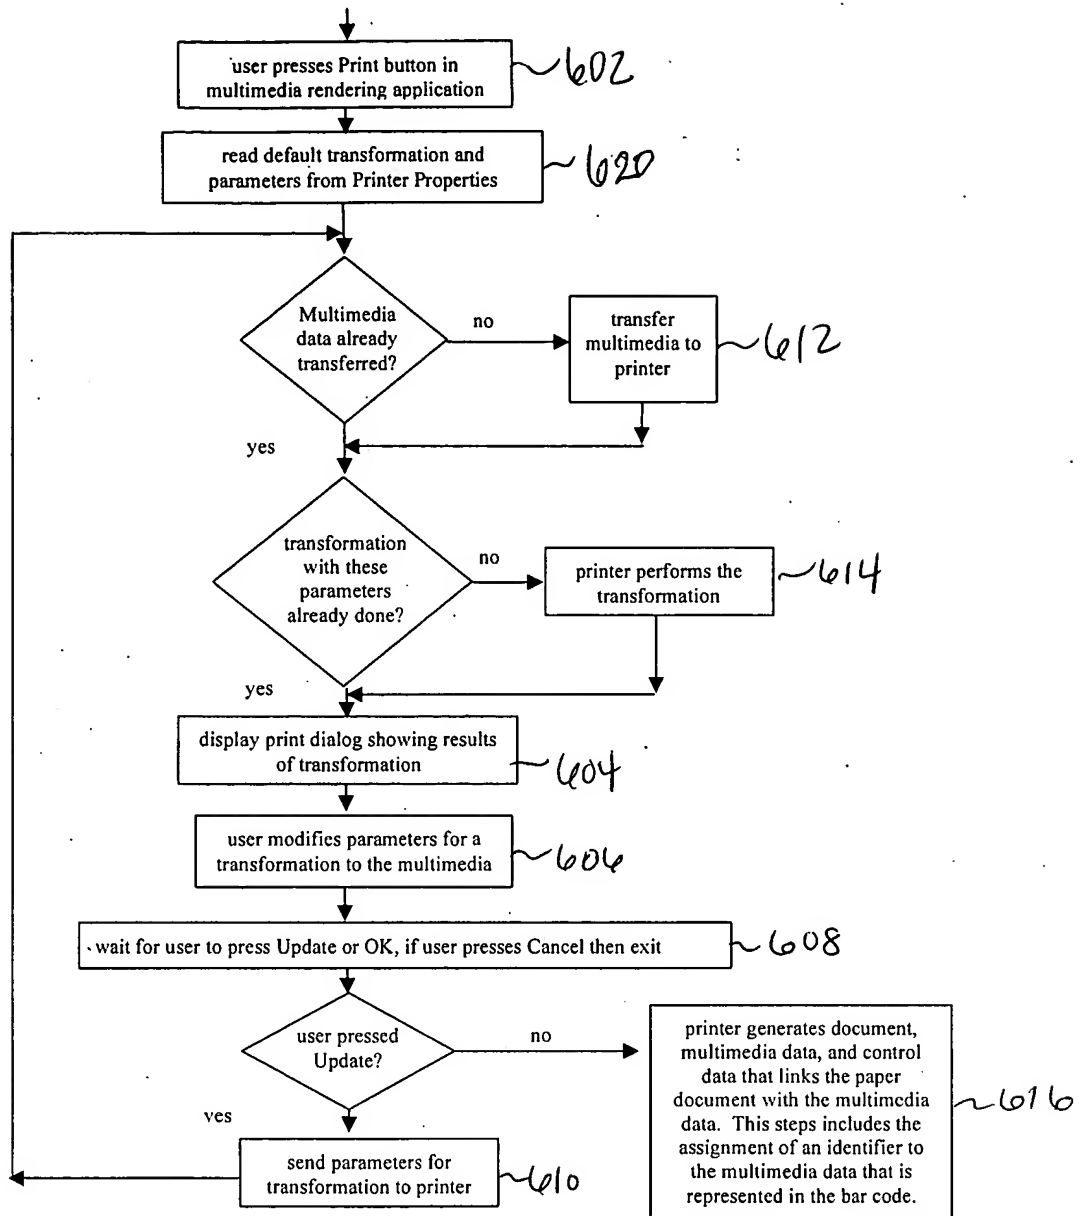 user presses Print button in
multimedia rendering application
602
read default transformation and
parameters from Printer Properties
620
Multimedia
data already
transferred?
no
transfer
multimedia to
printer
612
yes
transformation
with these
parameters
already done?
no
printer performs the
transformation
614
yes
display print dialog showing results
of transformation
604
user modifies parameters for a
transformation to the multimedia
606
wait for user to press Update or OK, if user presses Cancel then exit
608
user pressed
Update?
no
printer generates document,
multimedia data, and control
data that links the paper
document with the multimedia
data. This steps includes the
assignment of an identifier to
the multimedia data that is
represented in the bar code.
616
yes
send parameters for
transformation to printer
610